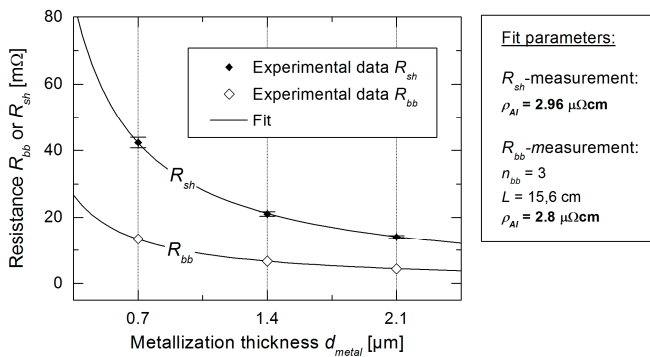 Resistance R_bb or R_sh [mΩ]
80
60
40
20
0
Experimental data R_sh
Experimental data R_bb
Fit
R_sh
R_bb
0.7 1.4 2.1
Metallization thickness d_metal [µm]
Fit parameters:
R_sh-measurement:
ρ_Al = 2.96 µΩcm
R_bb-measurement:
n_bb = 3
L = 15,6 cm
ρ_Al = 2.8 µΩcm